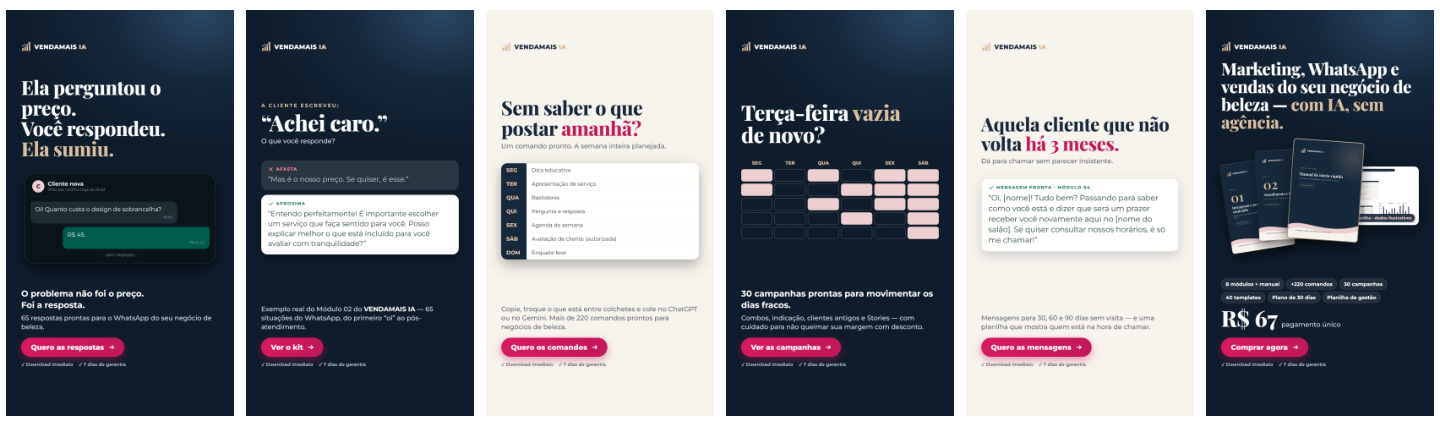 VENDAMAIS IA
Ela perguntou o
preço.
Você respondeu.
Ela sumiu.
C Cliente nova
Oi! Quanto custa o design de sobrancelha?
R$ 45.
sem resposta
O problema não foi o preço.
Foi a resposta.
65 respostas prontas para o WhatsApp do seu negócio de
beleza.
Quero as respostas →
✓ Download imediato ✓ 7 dias de garantia
VENDAMAIS IA
A CLIENTE ESCREVEU:
“Achei caro.”
O que você responde?
✕ AFASTA
“Mas é o nosso preço. Se quiser, é esse.”
✓ APROXIMA
“Entendo perfeitamente! É importante escolher
um serviço que faça sentido para você. Posso
explicar melhor o que está incluído para você
avaliar com tranquilidade?”
Exemplo real do Módulo 02 do VENDAMAIS IA — 65
situações do WhatsApp, do primeiro “oi” ao pós-
atendimento.
Ver o kit →
✓ Download imediato ✓ 7 dias de garantia
VENDAMAIS IA
Sem saber o que
postar amanhã?
Um comando pronto. A semana inteira planejada.
SEG Dica educativa
TER Apresentação de serviço
QUA Bastidores
QUI Pergunta e resposta
SEX Agenda da semana
SÁB Avaliação de cliente (autorizada)
DOM Enquete leve
Copie, troque o que está entre colchetes e cole no ChatGPT
ou no Gemini. Mais de 220 comandos prontos para
negócios de beleza.
Quero os comandos →
✓ Download imediato ✓ 7 dias de garantia
VENDAMAIS IA
Terça-feira vazia
de novo?
SEG TER QUA QUI SEX SÁB
30 campanhas prontas para movimentar os
dias fracos.
Combos, indicação, clientes antigos e Stories — com
cuidado para não queimar sua margem com desconto.
Ver as campanhas →
✓ Download imediato ✓ 7 dias de garantia
VENDAMAIS IA
Aquela cliente que não
volta há 3 meses.
Dá para chamar sem parecer insistente.
✓ MENSAGEM PRONTA · MÓDULO 04
“Oi, [nome]! Tudo bem? Passando para saber
como você está e dizer que será um prazer
receber você novamente aqui no [nome do
salão]. Se quiser consultar nossos horários, é só
me chamar!”
Mensagens para 30, 60 e 90 dias sem visita — e uma
planilha que mostra quem está na hora de chamar.
Quero as mensagens →
✓ Download imediato ✓ 7 dias de garantia
VENDAMAIS IA
Marketing, WhatsApp e
vendas do seu negócio de
beleza — com IA, sem
agência.
01
02
Manual de início rápido
dados ilustrativos
8 módulos + manual +220 comandos 30 campanhas
40 templates Plano de 30 dias Planilha de gestão
R$ 67 pagamento único
Comprar agora →
✓ Download imediato ✓ 7 dias de garantia